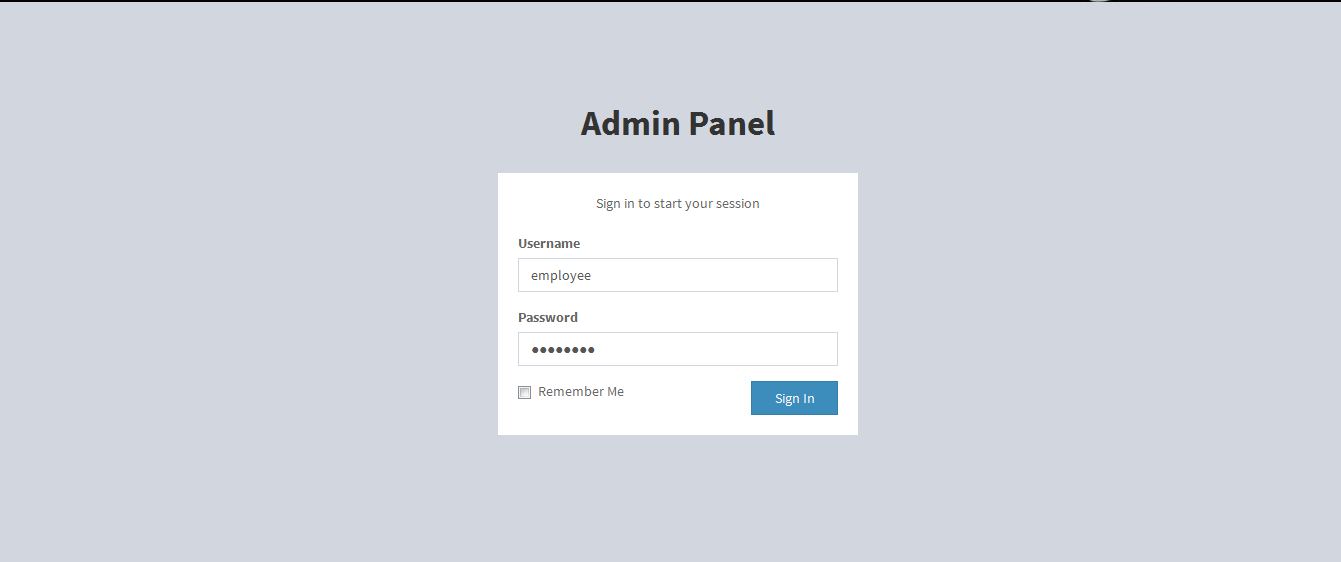 Admin Panel
Sign in to start your session
Username
employee
Password
••••••••
Remember Me
Sign In